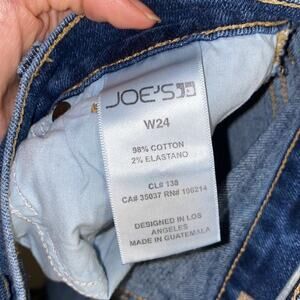 JOE'S
W24
98% COTTON
2% ELASTANO
CL# 138
CA# 35037 RN# 106214
DESIGNED IN LOS
ANGELES
MADE IN GUATEMALA